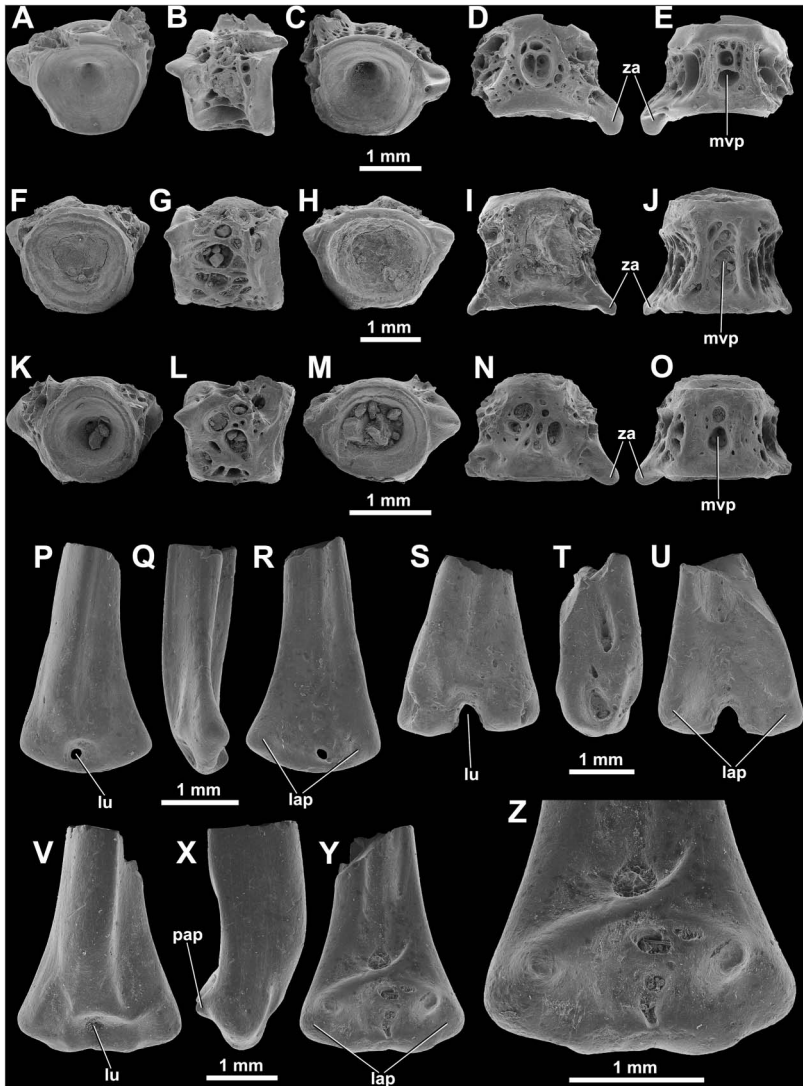 A B C D E
za
mvp
1 mm
F G H I J
za
mvp
1 mm
K L M N O
za
mvp
1 mm
P Q R S T U
lu
1 mm
lap
lu
1 mm
lap
V X Y Z
pap
lu
1 mm
lap
1 mm